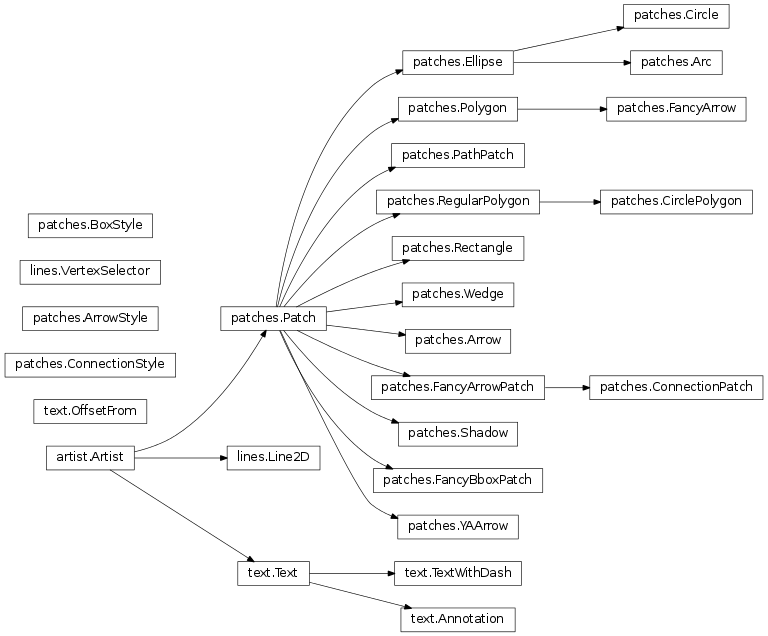 patches.Circle
patches.Ellipse
patches.Arc
patches.Polygon
patches.FancyArrow
patches.PathPatch
patches.RegularPolygon
patches.CirclePolygon
patches.BoxStyle
patches.Rectangle
lines.VertexSelector
patches.Wedge
patches.ArrowStyle
patches.Patch
patches.Arrow
patches.ConnectionStyle
patches.FancyArrowPatch
patches.ConnectionPatch
text.OffsetFrom
patches.Shadow
artist.Artist
lines.Line2D
patches.FancyBboxPatch
patches.YAArrow
text.Text
text.TextWithDash
text.Annotation